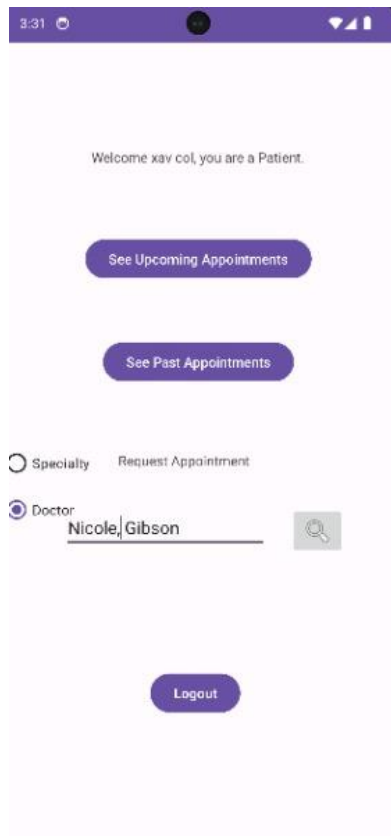 3:31
Welcome xav col, you are a Patient.
See Upcoming Appointments
See Past Appointments
Specialty
Request Appointment
Doctor
Nicole, Gibson
Logout